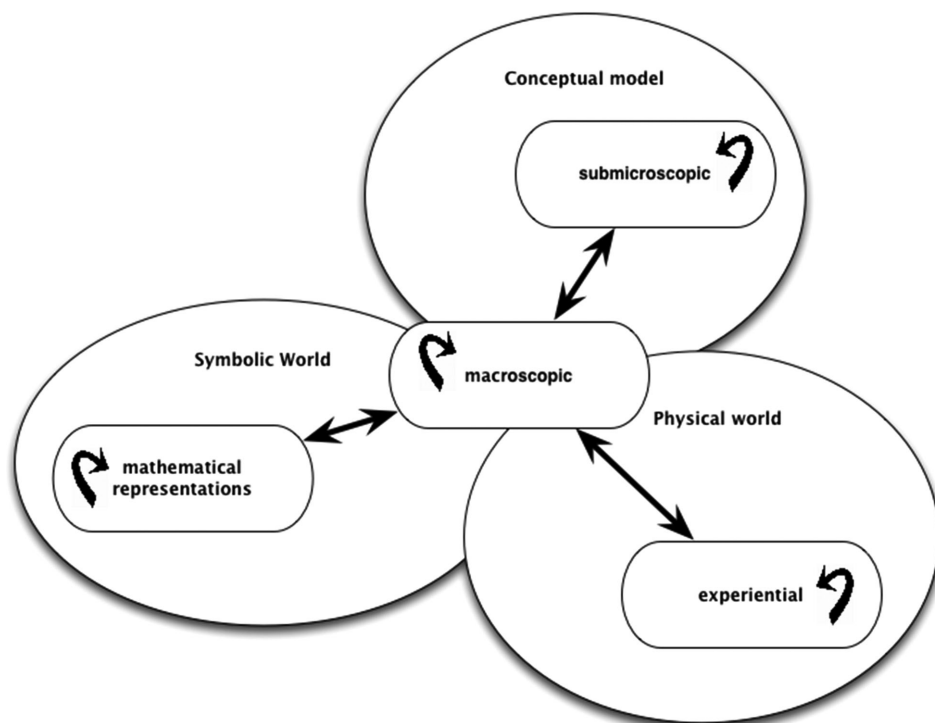 Conceptual model
submicroscopic
Symbolic World
macroscopic
Physical world
mathematical
representations
experiential